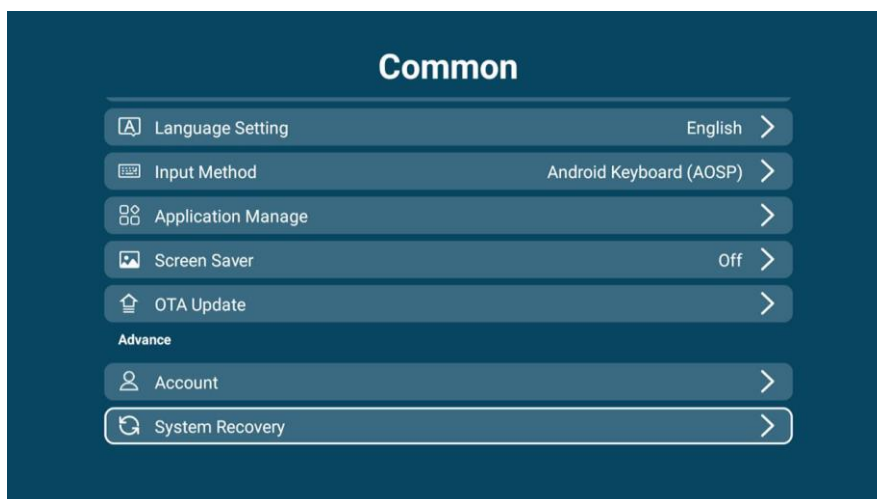 Common
Language Setting English
Input Method Android Keyboard (AOSP)
Application Manage
Screen Saver Off
OTA Update
Advance
Account
System Recovery